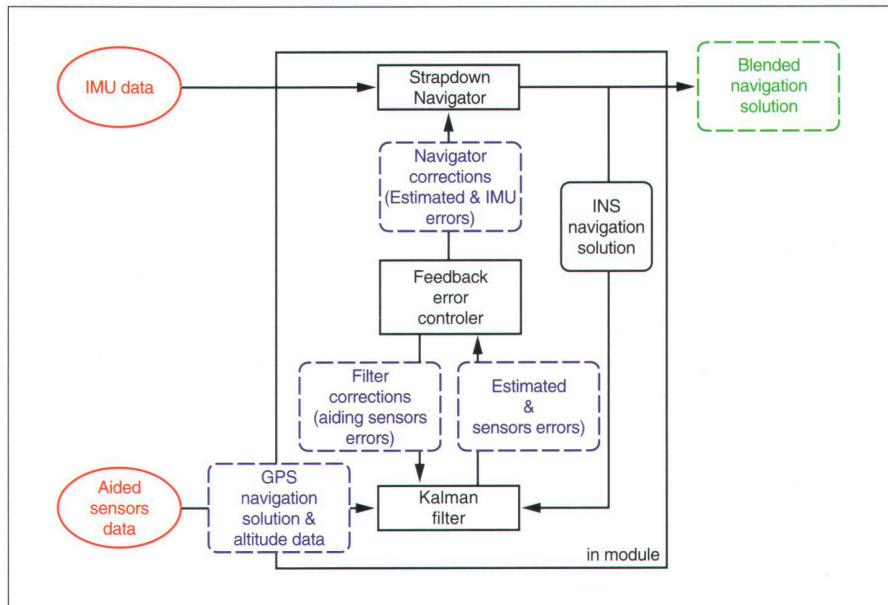 IMU data
Strapdown
Navigator
Blended
navigation
solution
Navigator
corrections
(Estimated & IMU
errors)
INS
navigation
solution
Feedback
error
controler
Filter
corrections
(aiding sensors
errors)
Estimated
&
sensors errors)
Aided
sensors
data
GPS
navigation
solution &
altitude data
Kalman
filter
in module